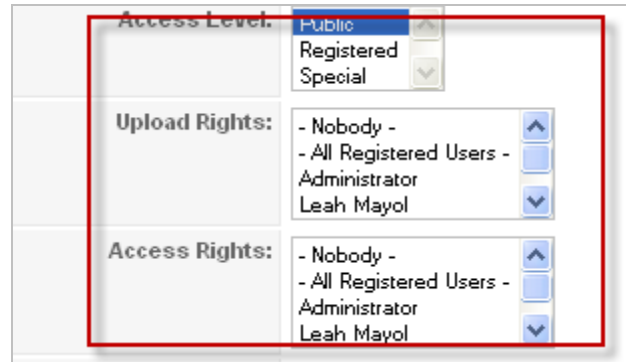 Access Level:
Public
Registered
Special
Upload Rights:
- Nobody -
- All Registered Users -
Administrator
Leah Mayol
Access Rights:
- Nobody -
- All Registered Users -
Administrator
Leah Mayol